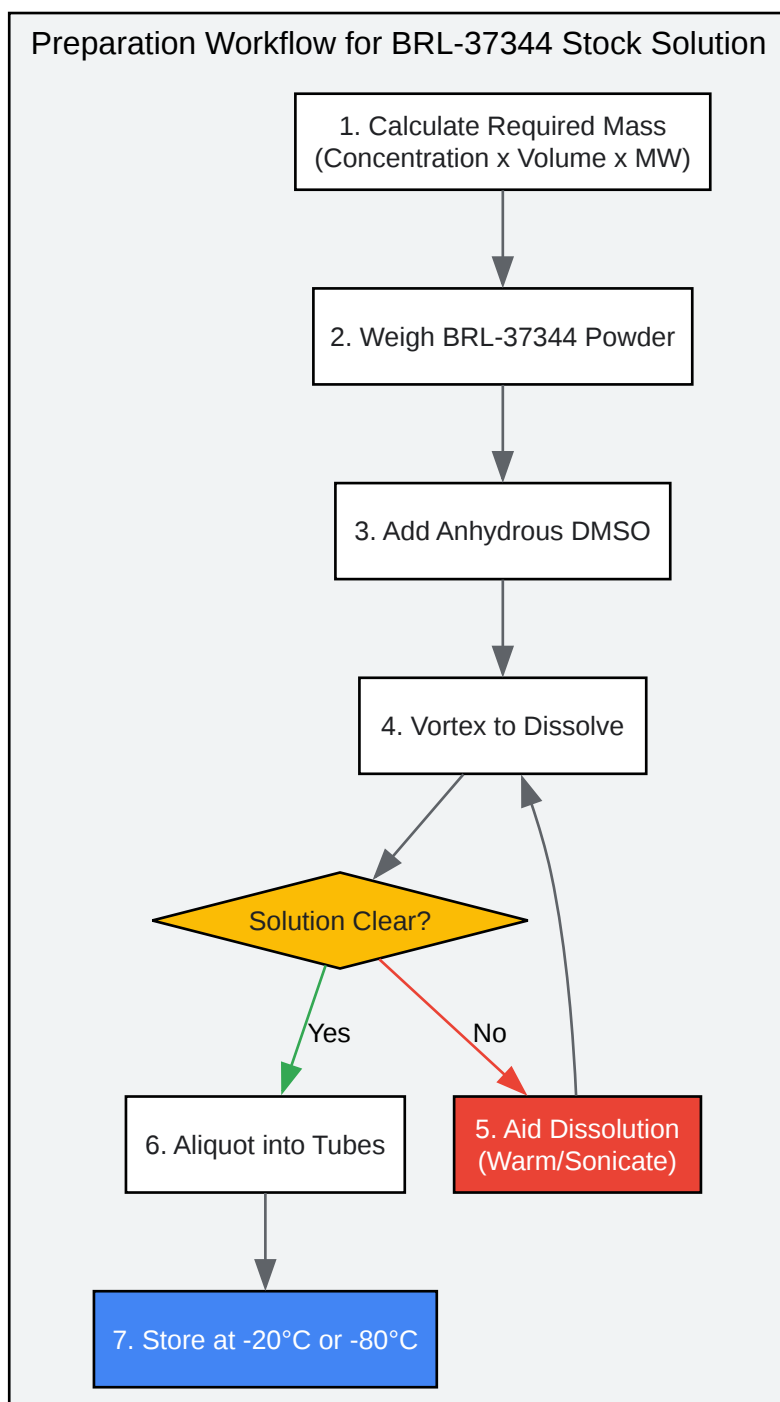 Preparation Workflow for BRL-37344 Stock Solution
1. Calculate Required Mass
(Concentration x Volume x MW)
2. Weigh BRL-37344 Powder
3. Add Anhydrous DMSO
4. Vortex to Dissolve
Solution Clear?
Yes
No
6. Aliquot into Tubes
5. Aid Dissolution
(Warm/Sonicate)
7. Store at -20°C or -80°C